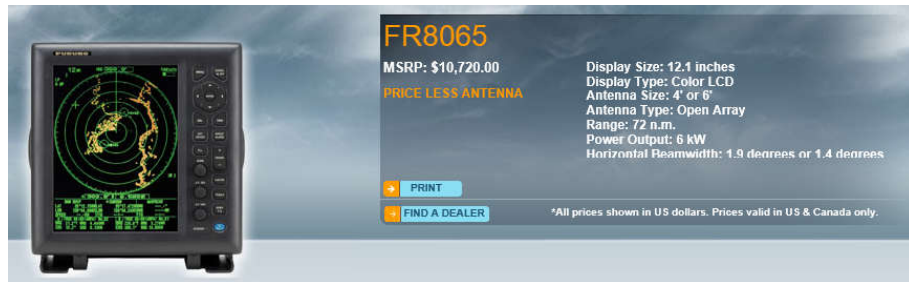 FURUNO
FR8065
MSRP: $10,720.00
PRICE LESS ANTENNA
Display Size: 12.1 inches
Display Type: Color LCD
Antenna Size: 4' or 6'
Antenna Type: Open Array
Range: 72 n.m.
Power Output: 6 kW
Horizontal Beamwidth: 1.9 degrees or 1.4 degrees
PRINT
FIND A DEALER
*All prices shown in US dollars. Prices valid in US & Canada only.